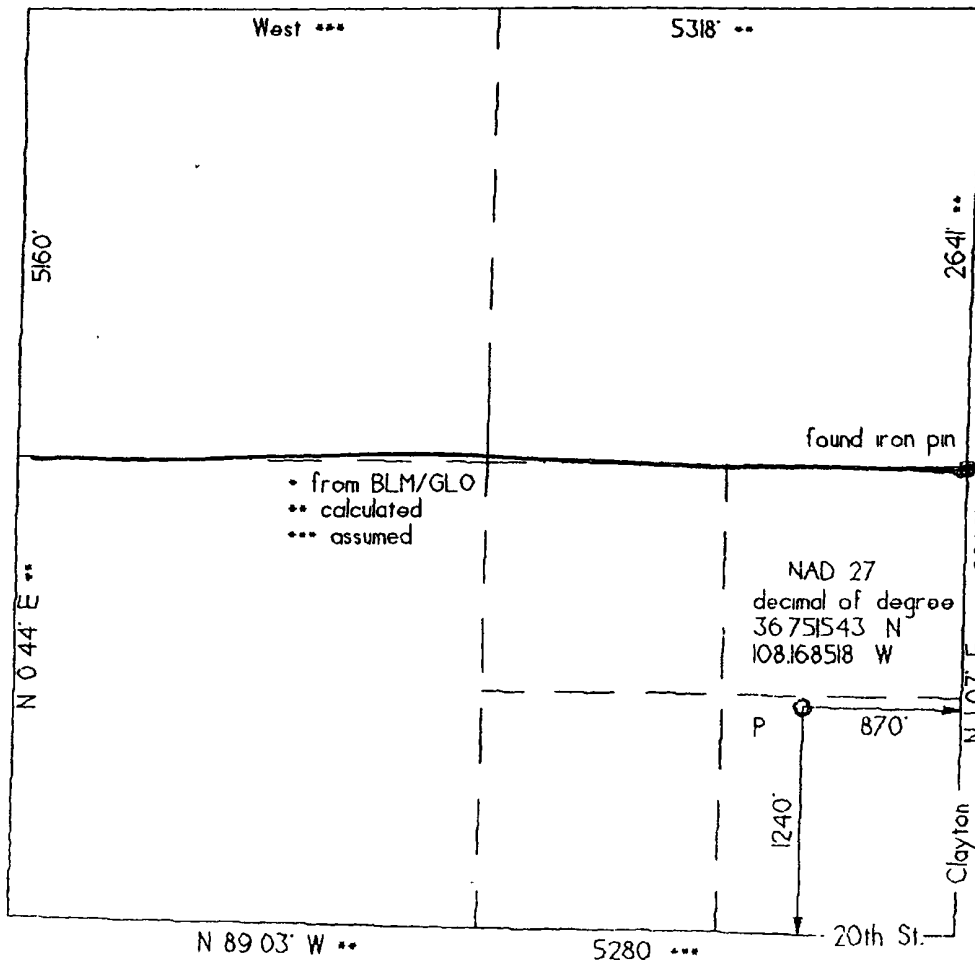 West ***
5318' **
5160'
2641' **
found iron pin
* from BLM/GLO
** calculated
*** assumed
NAD 27
decimal of degree
36 751543 N
108.168518 W
N 0 44' E **
P
870'
1240'
Clayton
N 89 03' W **
5280 ***
20th St.